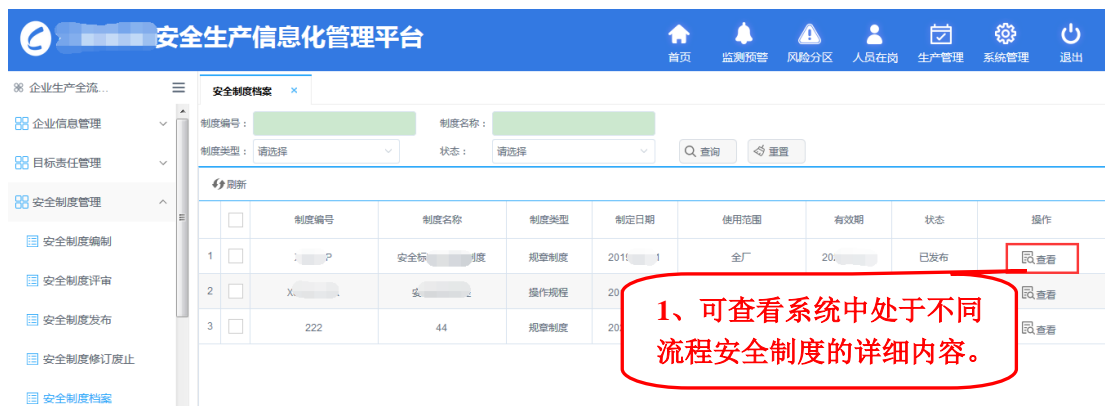 安全生产信息化管理平台
首页 监测预警 风险分区 人员在岗 生产管理 系统管理 退出
企业生产全流...
安全制度档案 ×
企业信息管理
制度编号： 制度名称：
目标责任管理
制度类型： 请选择 状态： 请选择 查询 重置
刷新
安全制度管理
制度编号 制度名称 制度类型 制定日期 使用范围 有效期 状态 操作
安全制度编制
1 安全标 制度 规章制度 全厂 已发布 查看
安全制度评审
2 操作规程 查看
安全制度发布
3 222 44 规章制度 查看
安全制度修订废止
安全制度档案
1、可查看系统中处于不同
流程安全制度的详细内容。